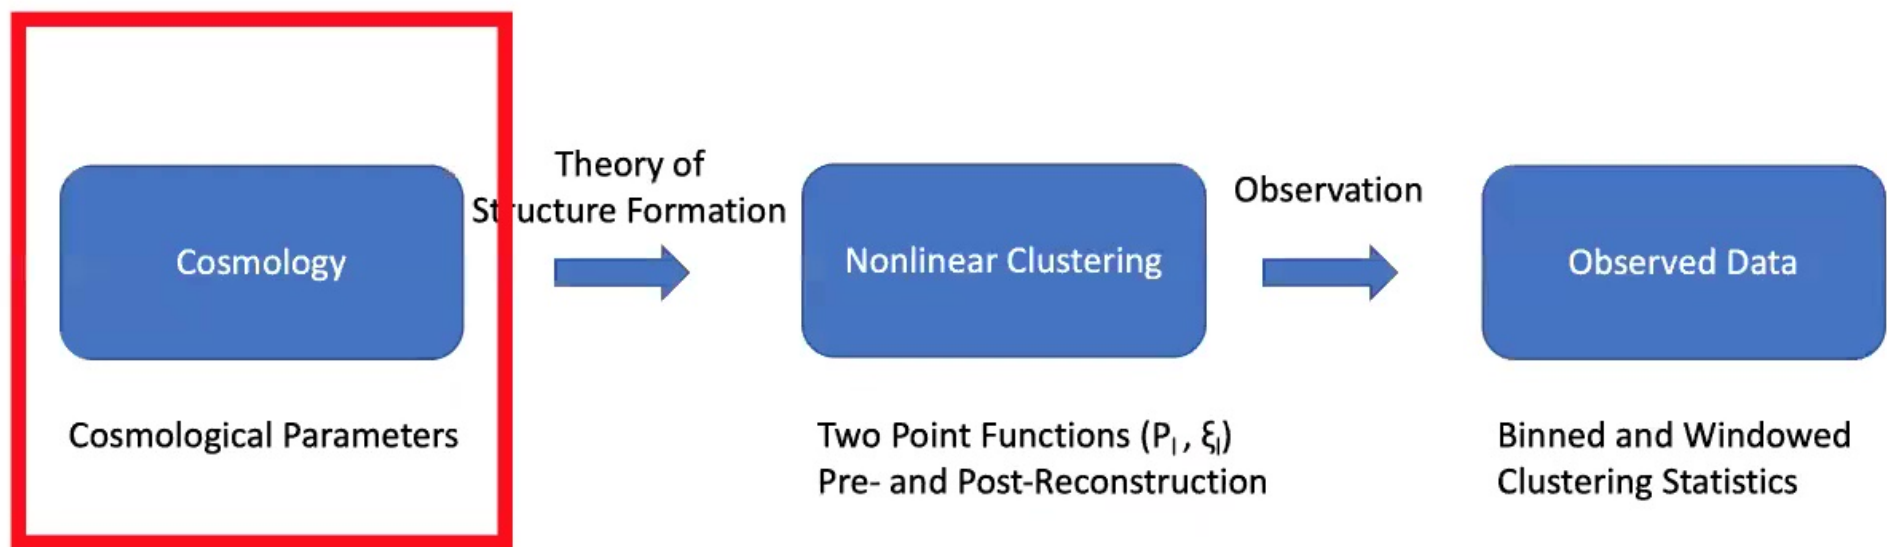 Theory of
Structure Formation
Observation
Cosmology
Nonlinear Clustering
Observed Data
Cosmological Parameters
Two Point Functions (Pₗ , ξₗ)
Pre- and Post-Reconstruction
Binned and Windowed
Clustering Statistics